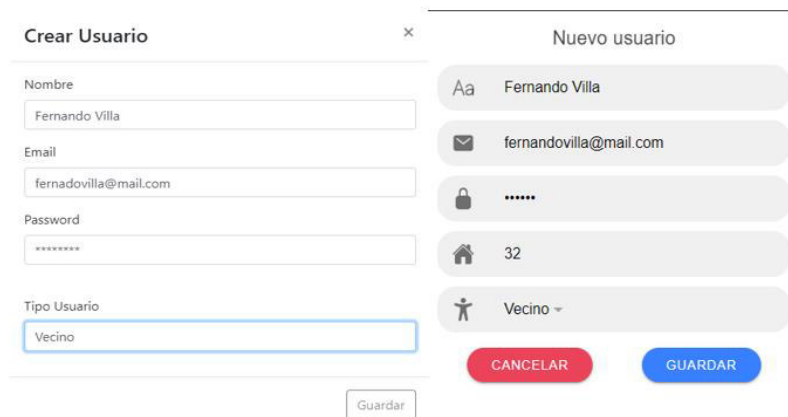 Crear Usuario ×
Nombre
Fernando Villa
Email
fernadovilla@mail.com
Password
********
Tipo Usuario
Vecino
Guardar
Nuevo usuario
Aa Fernando Villa
fernandovilla@mail.com
••••••
32
Vecino
CANCELAR GUARDAR